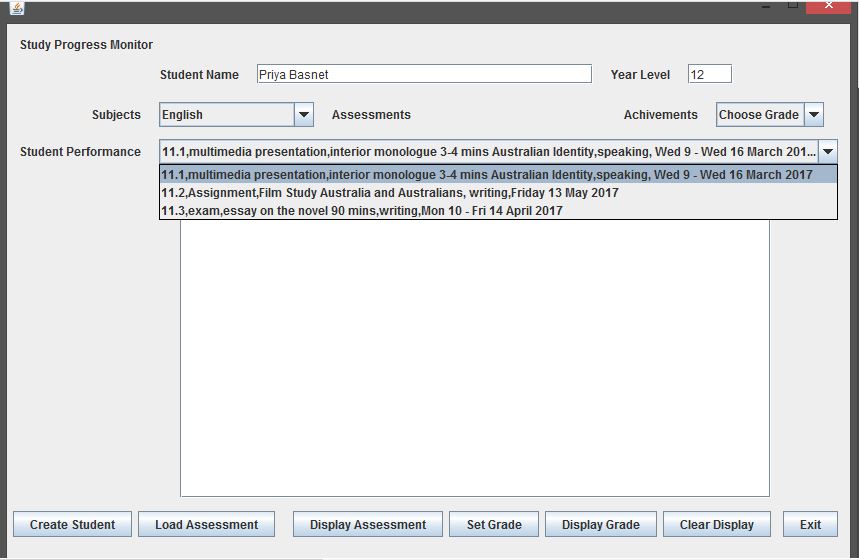 Study Progress Monitor
Student Name Priya Basnet Year Level 12
Subjects English Assessments Achivements Choose Grade
Student Performance 11.1,multimedia presentation,interior monologue 3-4 mins Australian Identity,speaking, Wed 9 - Wed 16 March 201...
11.1,multimedia presentation,interior monologue 3-4 mins Australian Identity,speaking, Wed 9 - Wed 16 March 2017
11.2,Assignment,Film Study Australia and Australians, writing,Friday 13 May 2017
11.3,exam,essay on the novel 90 mins,writing,Mon 10 - Fri 14 April 2017
Create Student Load Assessment Display Assessment Set Grade Display Grade Clear Display Exit